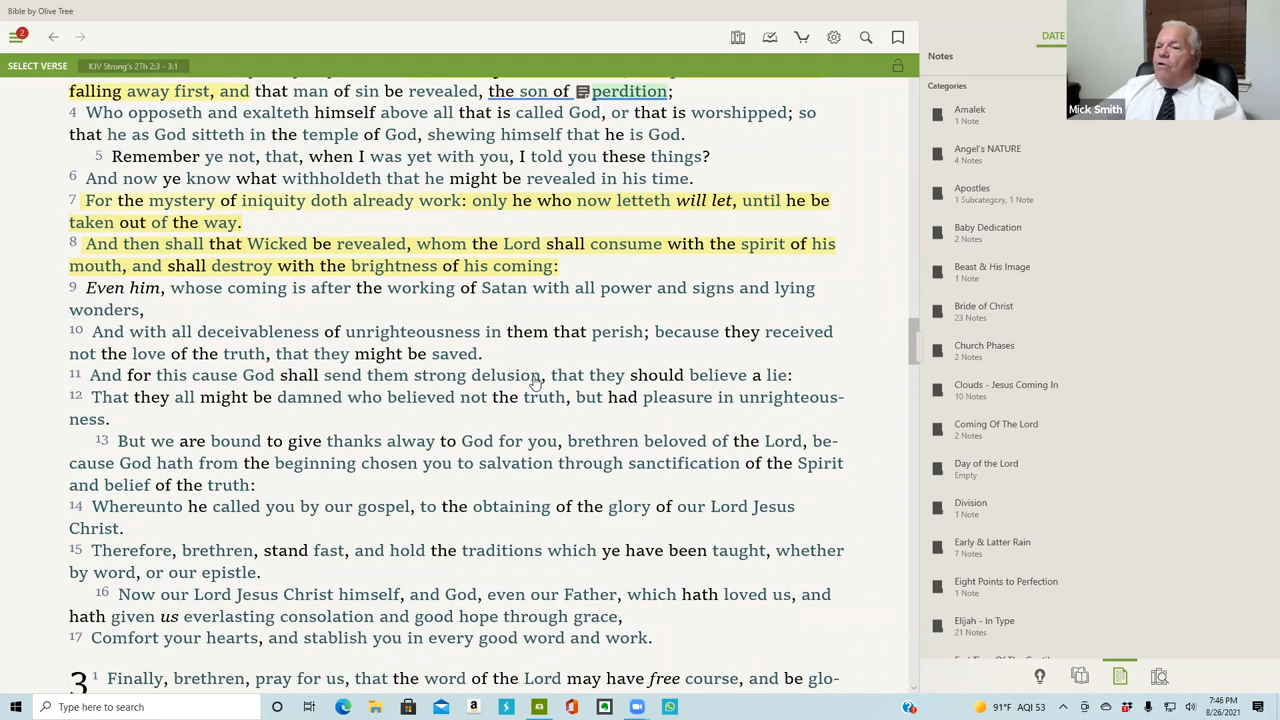 Bible by Olive Tree
2
SELECT VERSE
KJV Strong's 2Th 2:3 - 3:1
falling away first, and that man of sin be revealed, the son of perdition;
4 Who opposeth and exalteth himself above all that is called God, or that is worshipped; so
that he as God sitteth in the temple of God, shewing himself that he is God.
5 Remember ye not, that, when I was yet with you, I told you these things?
6 And now ye know what withholdeth that he might be revealed in his time.
7 For the mystery of iniquity doth already work: only he who now letteth will let, until he be
taken out of the way.
8 And then shall that Wicked be revealed, whom the Lord shall consume with the spirit of his
mouth, and shall destroy with the brightness of his coming:
9 Even him, whose coming is after the working of Satan with all power and signs and lying
wonders,
10 And with all deceivableness of unrighteousness in them that perish; because they received
not the love of the truth, that they might be saved.
11 And for this cause God shall send them strong delusion, that they should believe a lie:
12 That they all might be damned who believed not the truth, but had pleasure in unrighteous-
ness.
13 But we are bound to give thanks alway to God for you, brethren beloved of the Lord, be-
cause God hath from the beginning chosen you to salvation through sanctification of the Spirit
and belief of the truth:
14 Whereunto he called you by our gospel, to the obtaining of the glory of our Lord Jesus
Christ.
15 Therefore, brethren, stand fast, and hold the traditions which ye have been taught, whether
by word, or our epistle.
16 Now our Lord Jesus Christ himself, and God, even our Father, which hath loved us, and
hath given us everlasting consolation and good hope through grace,
17 Comfort your hearts, and stablish you in every good word and work.
3 1 Finally, brethren, pray for us, that the word of the Lord may have free course, and be glo-
DATE
Mick Smith
Notes
Categories
Amalek
1 Note
Angel's NATURE
4 Notes
Apostles
1 Subcategory, 1 Note
Baby Dedication
2 Notes
Beast & His Image
1 Note
Bride of Christ
23 Notes
Church Phases
2 Notes
Clouds - Jesus Coming In
10 Notes
Coming Of The Lord
2 Notes
Day of the Lord
Empty
Division
1 Note
Early & Latter Rain
7 Notes
Eight Points to Perfection
1 Note
Elijah - In Type
21 Notes
Type here to search
91°F AQI 53
7:46 PM
8/26/2021